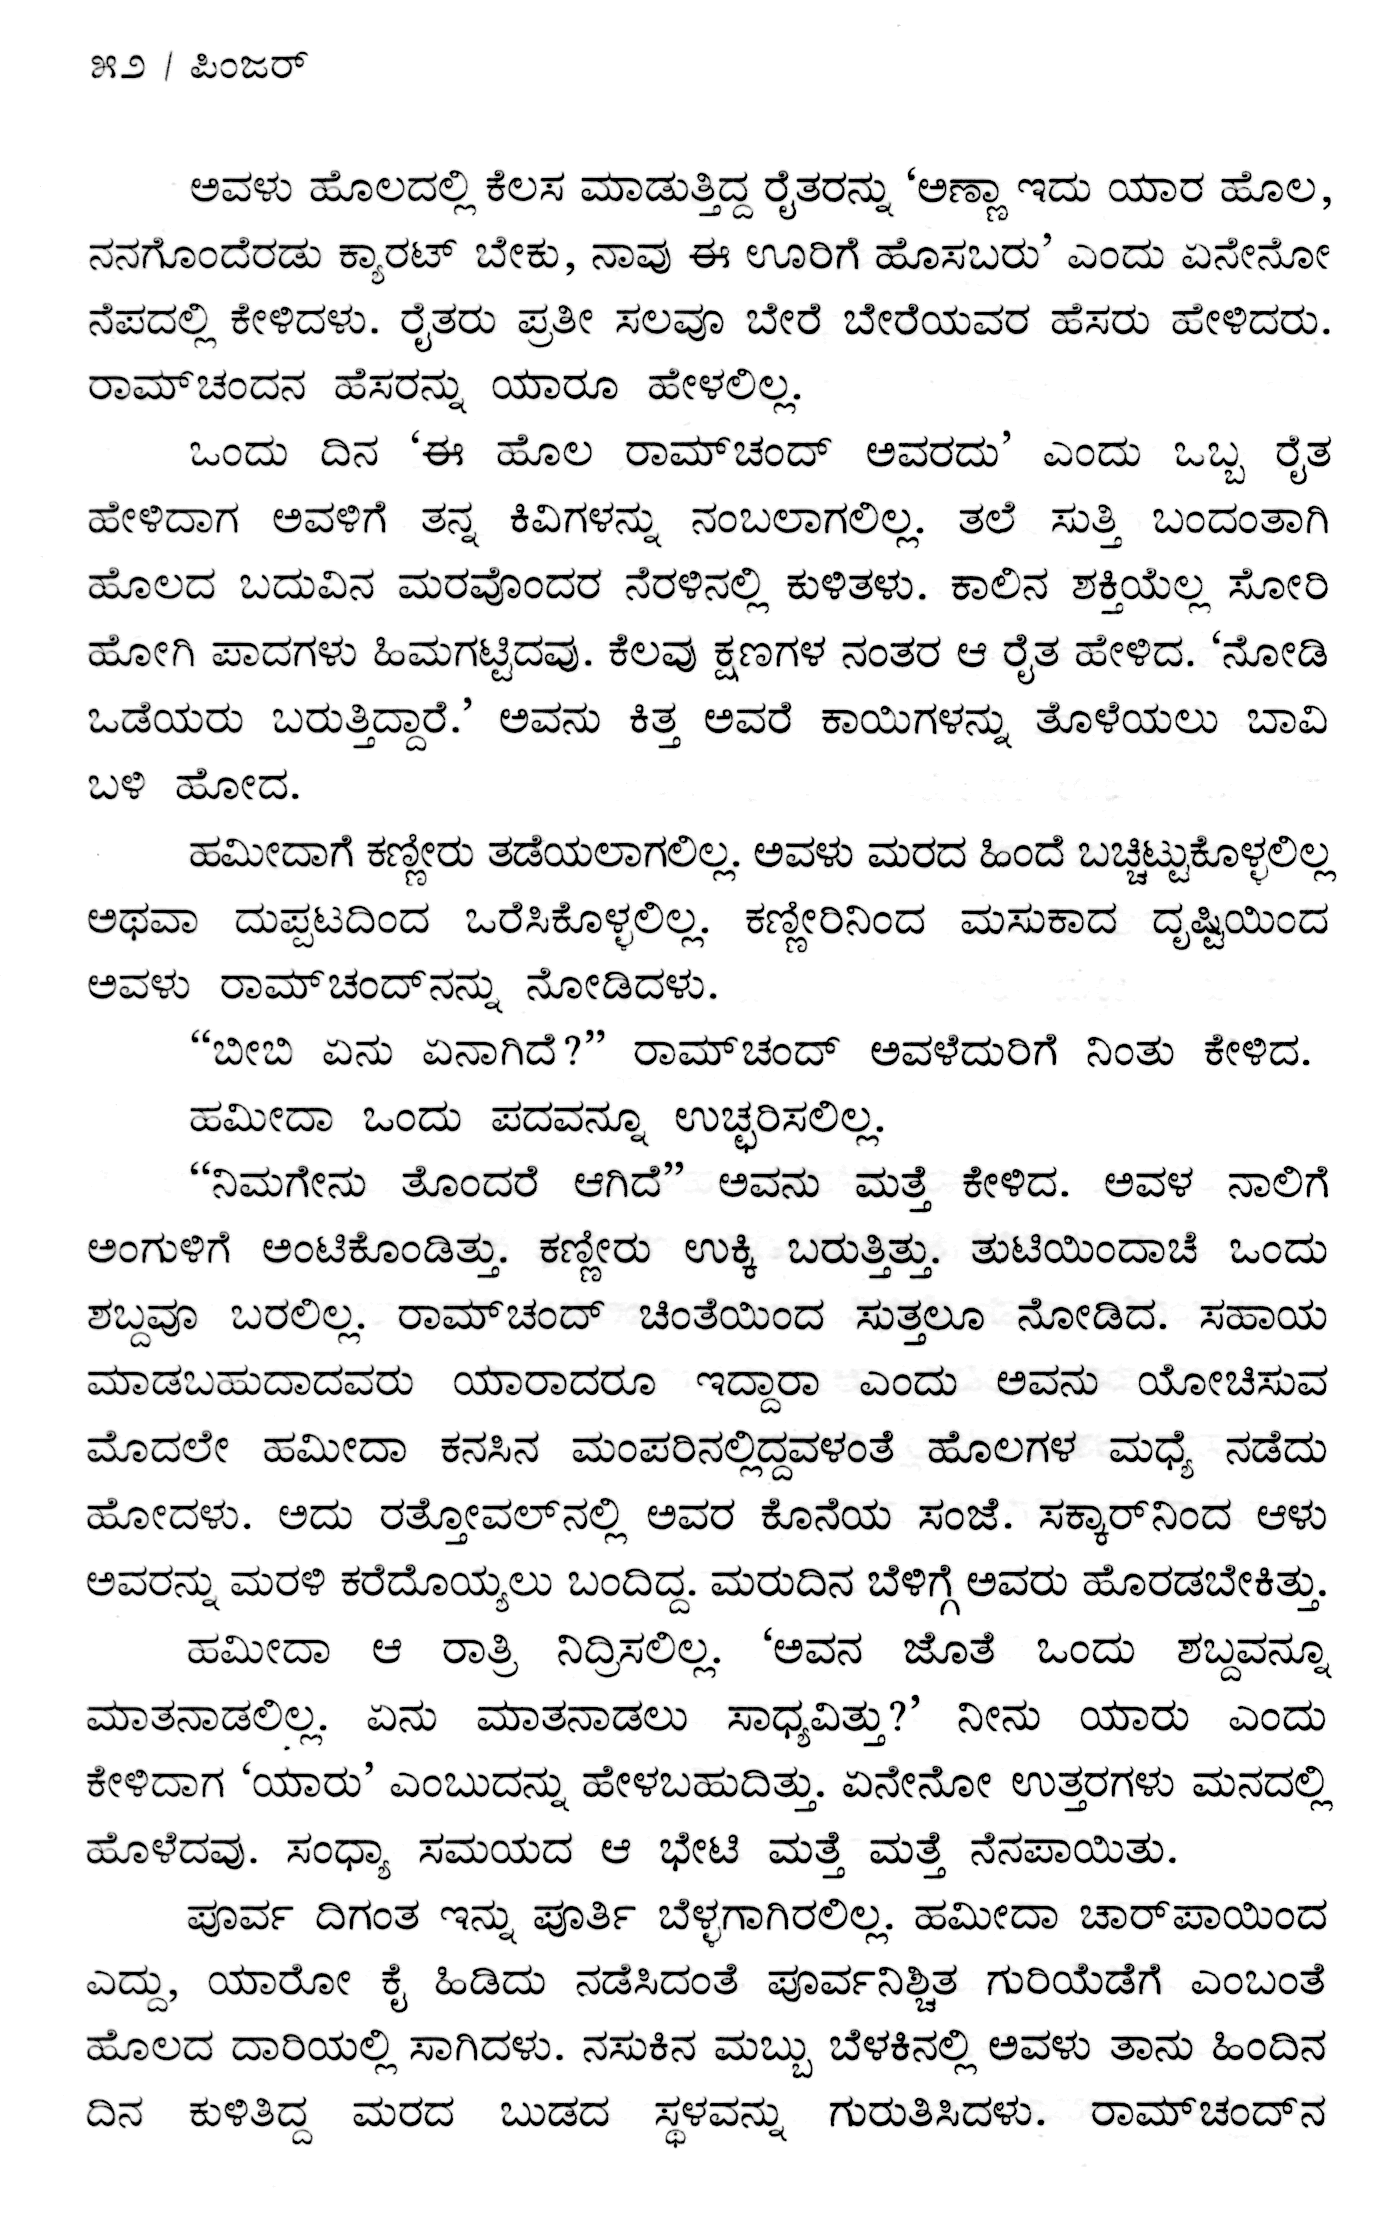 ೫೨ / ಪಿಂಜರ್
ಅವಳು ಹೊಲದಲ್ಲಿ ಕೆಲಸ ಮಾಡುತ್ತಿದ್ದ ರೈತರನ್ನು ‘ಅಣ್ಣಾ ಇದು ಯಾರ ಹೊಲ,
ನನಗೊಂದೆರಡು ಕ್ಯಾರಟ್ ಬೇಕು, ನಾವು ಈ ಊರಿಗೆ ಹೊಸಬರು’ ಎಂದು ಏನೇನೋ
ನೆಪದಲ್ಲಿ ಕೇಳಿದಳು. ರೈತರು ಪ್ರತೀ ಸಲವೂ ಬೇರೆ ಬೇರೆಯವರ ಹೆಸರು ಹೇಳಿದರು.
ರಾಮ್‌ಚಂದನ ಹೆಸರನ್ನು ಯಾರೂ ಹೇಳಲಿಲ್ಲ.
ಒಂದು ದಿನ ‘ಈ ಹೊಲ ರಾಮ್‌ಚಂದ್ ಅವರದು’ ಎಂದು ಒಬ್ಬ ರೈತ
ಹೇಳಿದಾಗ ಅವಳಿಗೆ ತನ್ನ ಕಿವಿಗಳನ್ನು ನಂಬಲಾಗಲಿಲ್ಲ. ತಲೆ ಸುತ್ತಿ ಬಂದಂತಾಗಿ
ಹೊಲದ ಬದುವಿನ ಮರವೊಂದರ ನೆರಳಿನಲ್ಲಿ ಕುಳಿತಳು. ಕಾಲಿನ ಶಕ್ತಿಯೆಲ್ಲ ಸೋರಿ
ಹೋಗಿ ಪಾದಗಳು ಹಿಮಗಟ್ಟಿದವು. ಕೆಲವು ಕ್ಷಣಗಳ ನಂತರ ಆ ರೈತ ಹೇಳಿದ. ‘ನೋಡಿ
ಒಡೆಯರು ಬರುತ್ತಿದ್ದಾರೆ.’ ಅವನು ಕಿತ್ತ ಅವರೆ ಕಾಯಿಗಳನ್ನು ತೊಳೆಯಲು ಬಾವಿ
ಬಳಿ ಹೋದ.
ಹಮೀದಾಗೆ ಕಣ್ಣೀರು ತಡೆಯಲಾಗಲಿಲ್ಲ. ಅವಳು ಮರದ ಹಿಂದೆ ಬಚ್ಚಿಟ್ಟುಕೊಳ್ಳಲಿಲ್ಲ
ಅಥವಾ ದುಪ್ಪಟದಿಂದ ಒರೆಸಿಕೊಳ್ಳಲಿಲ್ಲ. ಕಣ್ಣೀರಿನಿಂದ ಮಸುಕಾದ ದೃಷ್ಟಿಯಿಂದ
ಅವಳು ರಾಮ್‌ಚಂದ್‌ನನ್ನು ನೋಡಿದಳು.
“ಬೀಬಿ ಏನು ಏನಾಗಿದೆ?” ರಾಮ್‌ಚಂದ್ ಅವಳೆದುರಿಗೆ ನಿಂತು ಕೇಳಿದ.
ಹಮೀದಾ ಒಂದು ಪದವನ್ನೂ ಉಚ್ಛರಿಸಲಿಲ್ಲ.
“ನಿಮಗೇನು ತೊಂದರೆ ಆಗಿದೆ” ಅವನು ಮತ್ತೆ ಕೇಳಿದ. ಅವಳ ನಾಲಿಗೆ
ಅಂಗುಳಿಗೆ ಅಂಟಿಕೊಂಡಿತ್ತು. ಕಣ್ಣೀರು ಉಕ್ಕಿ ಬರುತ್ತಿತ್ತು. ತುಟಿಯಿಂದಾಚೆ ಒಂದು
ಶಬ್ದವೂ ಬರಲಿಲ್ಲ. ರಾಮ್‌ಚಂದ್ ಚಿಂತೆಯಿಂದ ಸುತ್ತಲೂ ನೋಡಿದ. ಸಹಾಯ
ಮಾಡಬಹುದಾದವರು ಯಾರಾದರೂ ಇದ್ದಾರಾ ಎಂದು ಅವನು ಯೋಚಿಸುವ
ಮೊದಲೇ ಹಮೀದಾ ಕನಸಿನ ಮಂಪರಿನಲ್ಲಿದ್ದವಳಂತೆ ಹೊಲಗಳ ಮಧ್ಯೆ ನಡೆದು
ಹೋದಳು. ಅದು ರತ್ತೋವಲ್‌ನಲ್ಲಿ ಅವರ ಕೊನೆಯ ಸಂಜೆ. ಸಕ್ಕಾರ್‌ನಿಂದ ಆಳು
ಅವರನ್ನು ಮರಳಿ ಕರೆದೊಯ್ಯಲು ಬಂದಿದ್ದ. ಮರುದಿನ ಬೆಳಿಗ್ಗೆ ಅವರು ಹೊರಡಬೇಕಿತ್ತು.
ಹಮೀದಾ ಆ ರಾತ್ರಿ ನಿದ್ರಿಸಲಿಲ್ಲ. ‘ಅವನ ಜೊತೆ ಒಂದು ಶಬ್ದವನ್ನೂ
ಮಾತನಾಡಲಿಲ್ಲ. ಏನು ಮಾತನಾಡಲು ಸಾಧ್ಯವಿತ್ತು?’ ನೀನು ಯಾರು ಎಂದು
ಕೇಳಿದಾಗ ‘ಯಾರು’ ಎಂಬುದನ್ನು ಹೇಳಬಹುದಿತ್ತು. ಏನೇನೋ ಉತ್ತರಗಳು ಮನದಲ್ಲಿ
ಹೊಳೆದವು. ಸಂಧ್ಯಾ ಸಮಯದ ಆ ಭೇಟಿ ಮತ್ತೆ ಮತ್ತೆ ನೆನಪಾಯಿತು.
ಪೂರ್ವ ದಿಗಂತ ಇನ್ನು ಪೂರ್ತಿ ಬೆಳ್ಳಗಾಗಿರಲಿಲ್ಲ. ಹಮೀದಾ ಚಾರ್‌ಪಾಯಿಂದ
ಎದ್ದು, ಯಾರೋ ಕೈ ಹಿಡಿದು ನಡೆಸಿದಂತೆ ಪೂರ್ವನಿಶ್ಚಿತ ಗುರಿಯೆಡೆಗೆ ಎಂಬಂತೆ
ಹೊಲದ ದಾರಿಯಲ್ಲಿ ಸಾಗಿದಳು. ನಸುಕಿನ ಮಬ್ಬು ಬೆಳಕಿನಲ್ಲಿ ಅವಳು ತಾನು ಹಿಂದಿನ
ದಿನ ಕುಳಿತಿದ್ದ ಮರದ ಬುಡದ ಸ್ಥಳವನ್ನು ಗುರುತಿಸಿದಳು. ರಾಮ್‌ಚಂದ್‌ನ